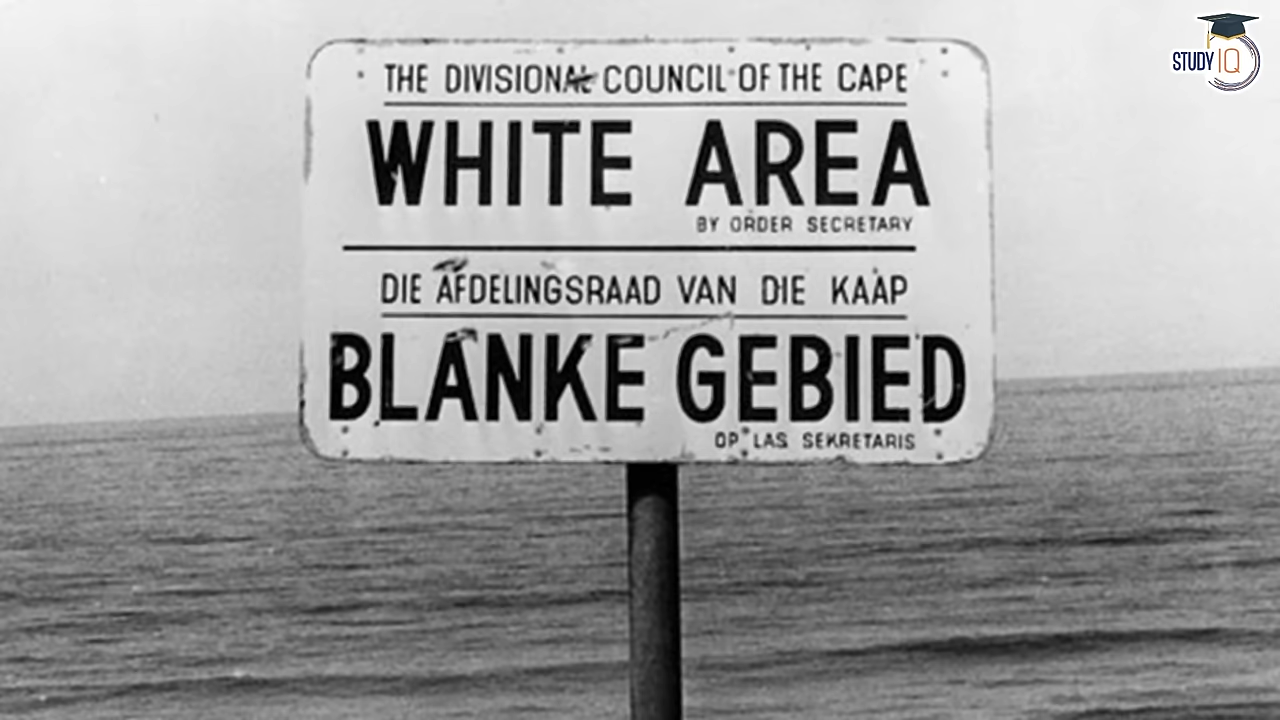 THE DIVISIONAL COUNCIL OF THE CAPE
WHITE AREA
BY ORDER SECRETARY
DIE AFDELINGSRAAD VAN DIE KAAP
BLANKE GEBIED
OP LAS SEKRETARIS
STUDY IQ